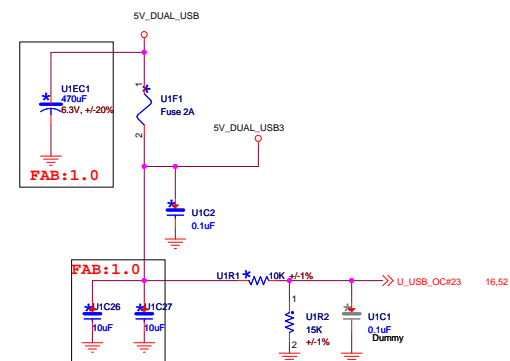 5V_DUAL_USB
U1EC1
470uF
6.3V, +/-20%
FAB:1.0
1
U1F1
Fuse 2A
2
5V_DUAL_USB3
U1C2
0.1uF
FAB:1.0
U1C26
10uF
U1C27
10uF
U1R1
10K
+/-1%
U_USB_OC#23
16,52
1
U1R2
15K
+/-1%
2
U1C1
0.1uF
Dummy